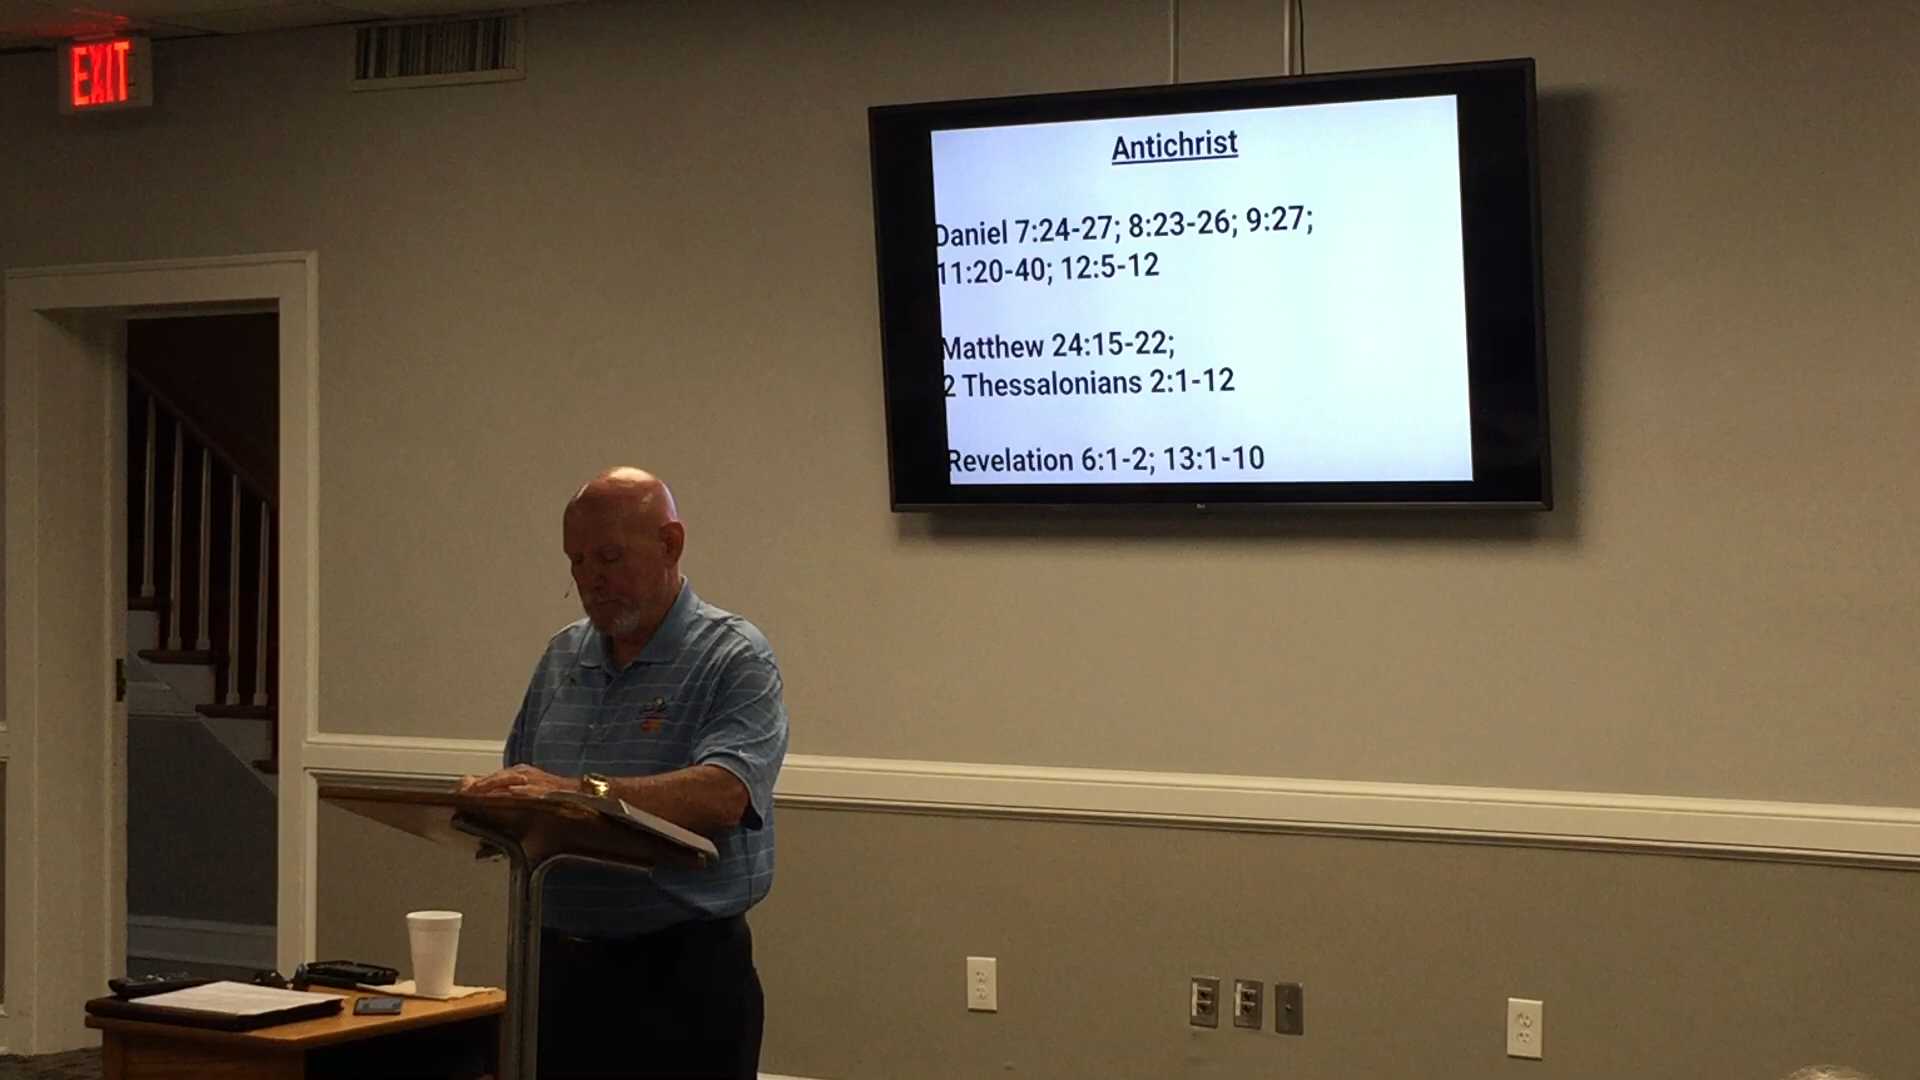 EXIT
Antichrist
Daniel 7:24-27; 8:23-26; 9:27;
11:20-40; 12:5-12
Matthew 24:15-22;
2 Thessalonians 2:1-12
Revelation 6:1-2; 13:1-10